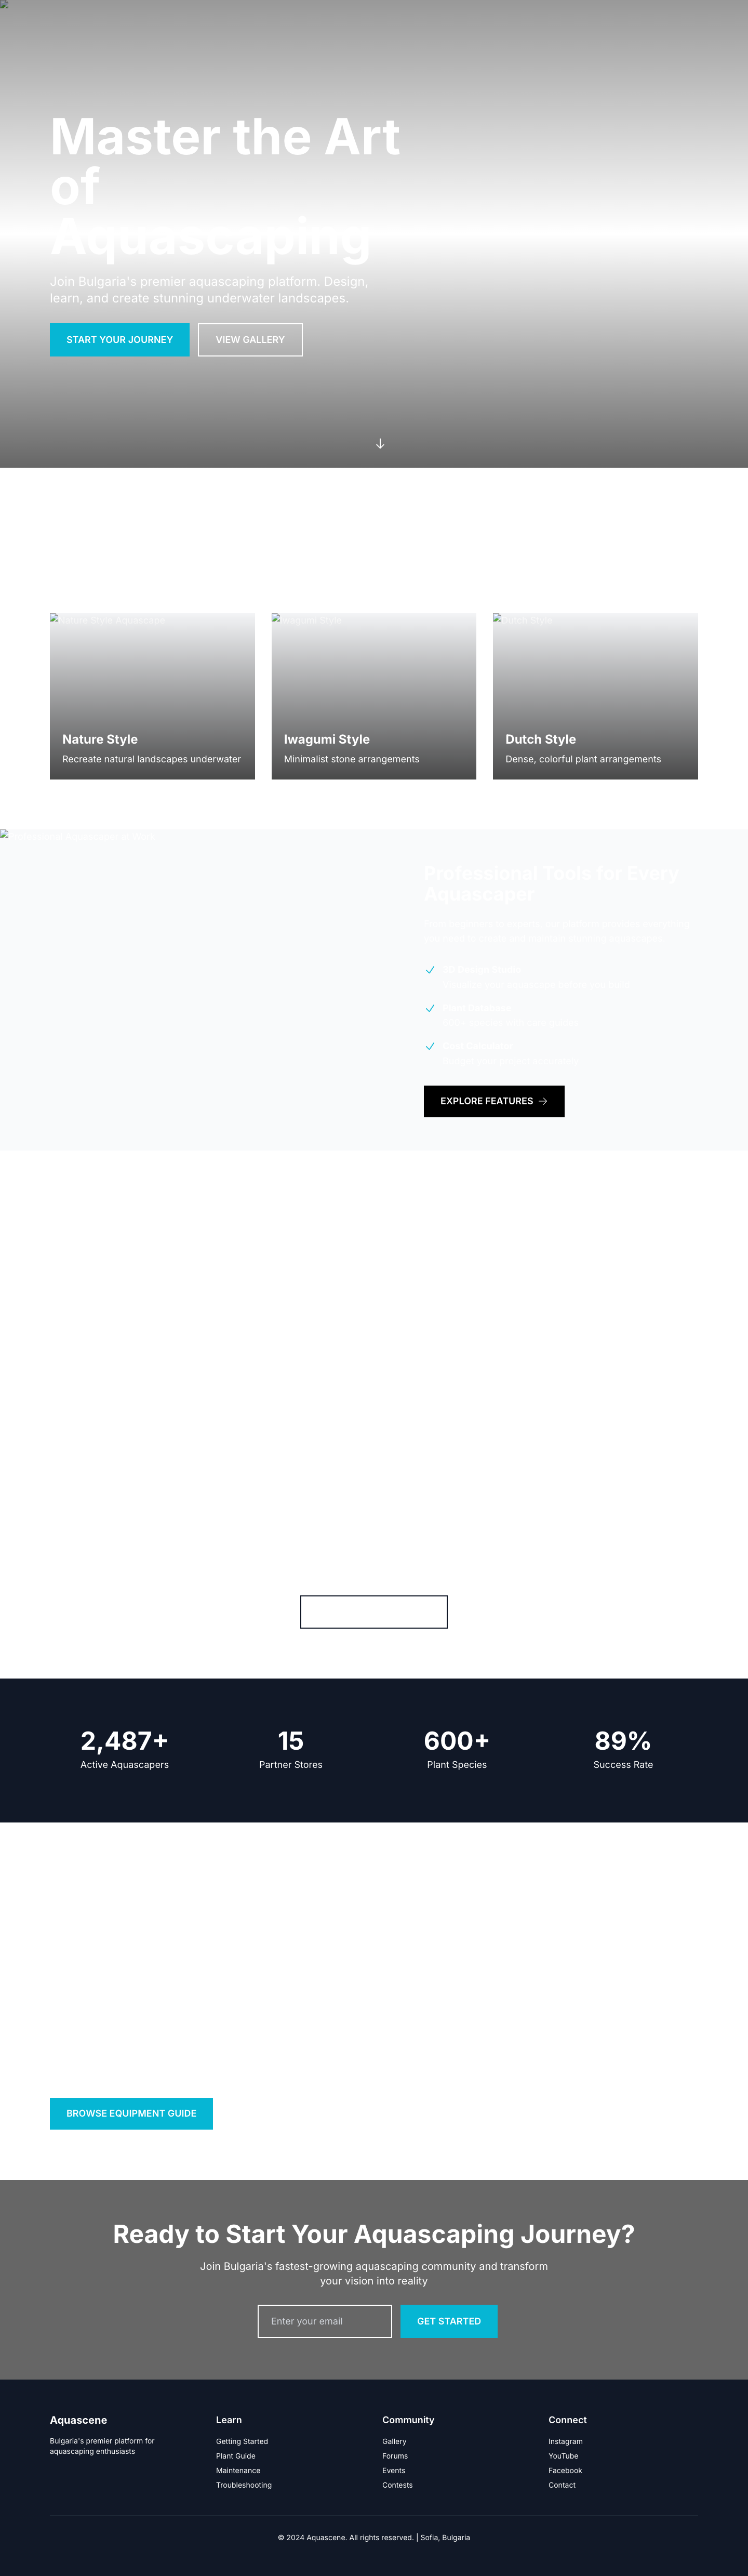 Master the Art
of
Aquascaping
Join Bulgaria's premier aquascaping platform. Design,
learn, and create stunning underwater landscapes.
START YOUR JOURNEY
VIEW GALLERY
Nature Style Aquascape
Iwagumi Style
Dutch Style
Nature Style
Recreate natural landscapes underwater
Iwagumi Style
Minimalist stone arrangements
Dutch Style
Dense, colorful plant arrangements
Professional Tools for Every
Aquascaper
EXPLORE FEATURES
2,487+
Active Aquascapers
15
Partner Stores
600+
Plant Species
89%
Success Rate
BROWSE EQUIPMENT GUIDE
Ready to Start Your Aquascaping Journey?
Join Bulgaria's fastest-growing aquascaping community and transform
your vision into reality
Enter your email
GET STARTED
Aquascene
Bulgaria's premier platform for
aquascaping enthusiasts
Learn
Getting Started
Plant Guide
Maintenance
Troubleshooting
Community
Gallery
Forums
Events
Contests
Connect
Instagram
YouTube
Facebook
Contact
© 2024 Aquascene. All rights reserved. | Sofia, Bulgaria